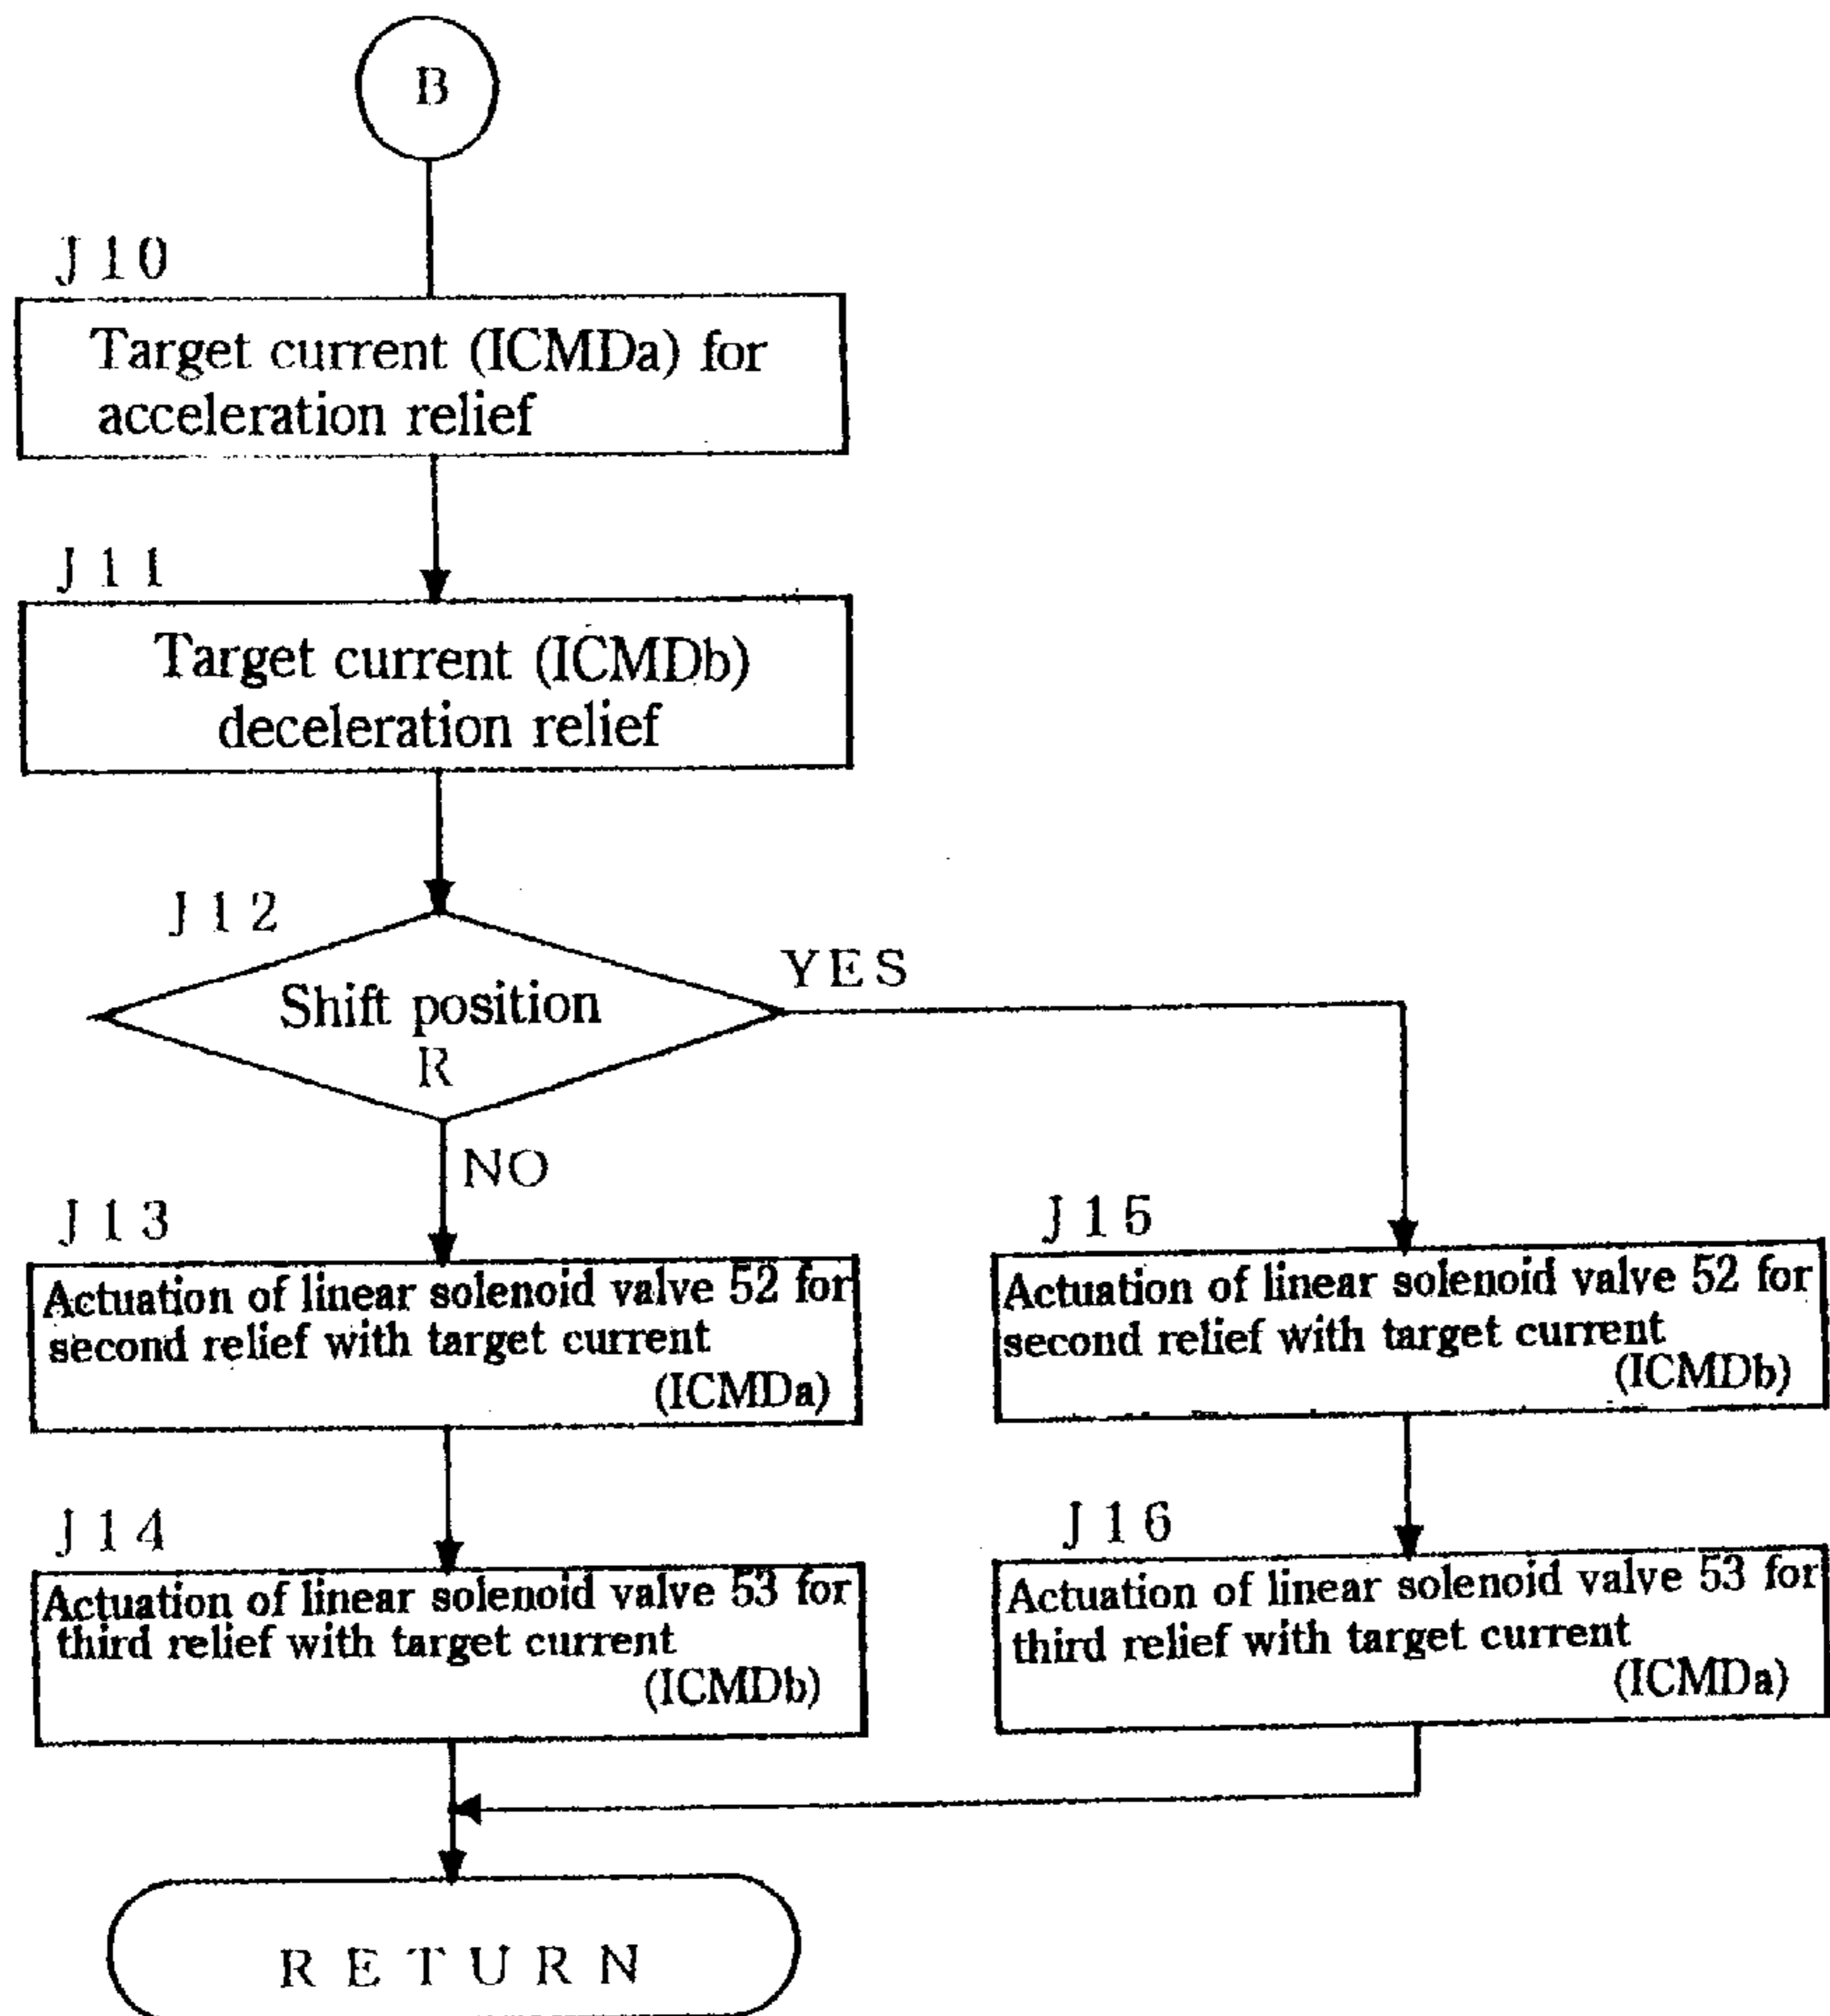 B
J10
Target current (ICMDa) for
acceleration relief
J11
Target current (ICMDb)
deceleration relief
J12
Shift position
R
YES
NO
J13
Actuation of linear solenoid valve 52 for
second relief with target current
(ICMDa)
J15
Actuation of linear solenoid valve 52 for
second relief with target current
(ICMDb)
J14
Actuation of linear solenoid valve 53 for
third relief with target current
(ICMDb)
J16
Actuation of linear solenoid valve 53 for
third relief with target current
(ICMDa)
RETURN